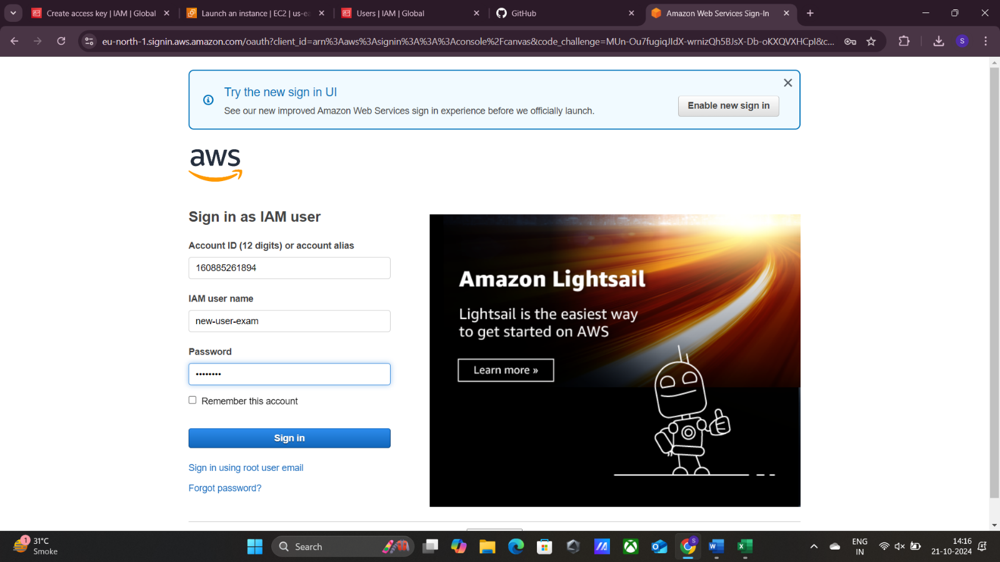 Create access key | IAM | Global
Launch an instance | EC2 | us-ea
Users | IAM | Global
GitHub
Amazon Web Services Sign-In
eu-north-1.signin.aws.amazon.com/oauth?client_id=arn%3Aaws%3Asignin%3A%3A%3Aconsole%2Fcanvas&code_challenge=MUn-Ou7fugiqJIdX-wrnizQh5BJsX-Db-oKXQVXHCpI&c...
S
Try the new sign in UI
See our new improved Amazon Web Services sign in experience before we officially launch.
Enable new sign in
aws
Sign in as IAM user
Account ID (12 digits) or account alias
160885261894
IAM user name
new-user-exam
Password
••••••••
Remember this account
Sign in
Sign in using root user email
Forgot password?
Amazon Lightsail
Lightsail is the easiest way
to get started on AWS
Learn more »
1
31°C
Smoke
Search
S
ENG
IN
14:16
21-10-2024